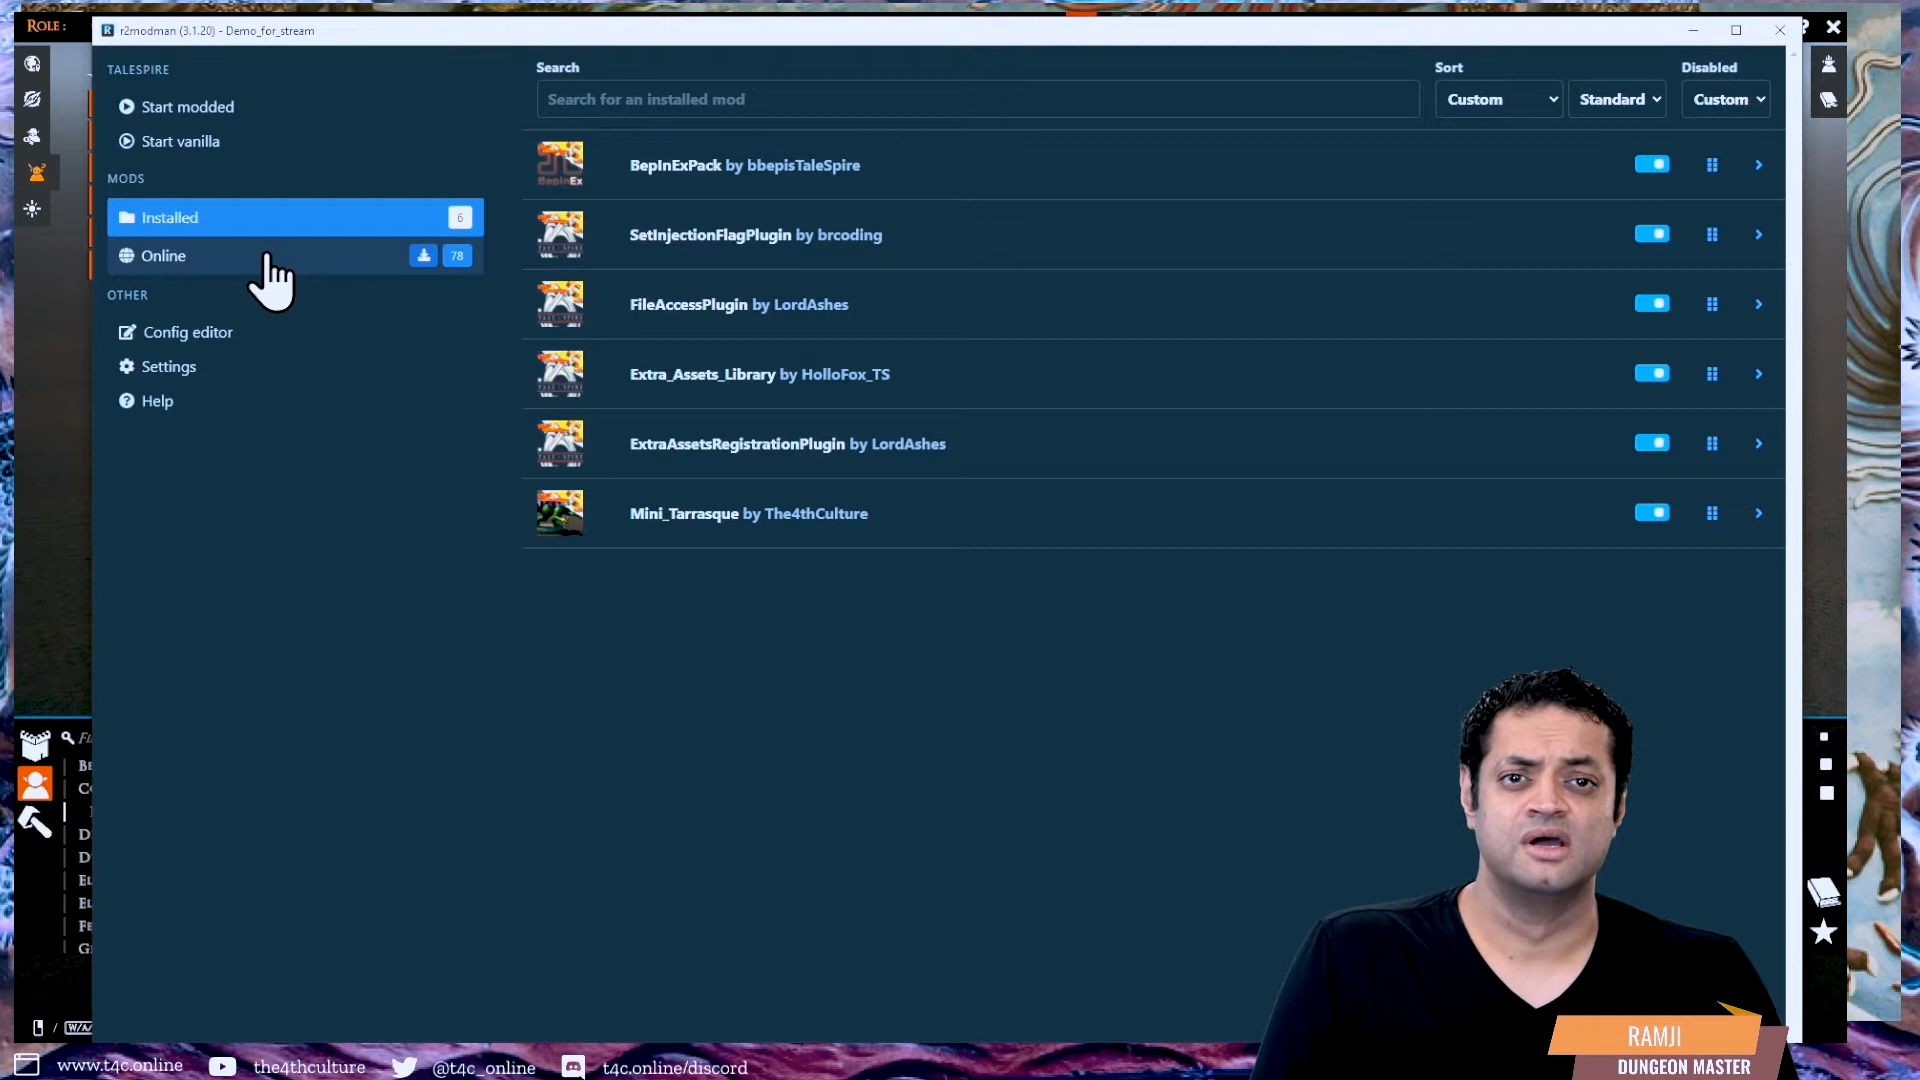 ROLE:
r2modman (3.1.20) - Demo_for_stream
TALESPIRE
Start modded
Start vanilla
MODS
Installed 6
Online 78
OTHER
Config editor
Settings
Help
Search
Search for an installed mod
Sort
Custom
Standard
Disabled
Custom
BepInExPack by bbepisTaleSpire
SetInjectionFlagPlugin by brcoding
FileAccessPlugin by LordAshes
Extra_Assets_Library by HolloFox_TS
ExtraAssetsRegistrationPlugin by LordAshes
Mini_Tarrasque by The4thCulture
RAMJI
DUNGEON MASTER
www.t4c.online
the4thculture
@t4c_online
t4c.online/discord